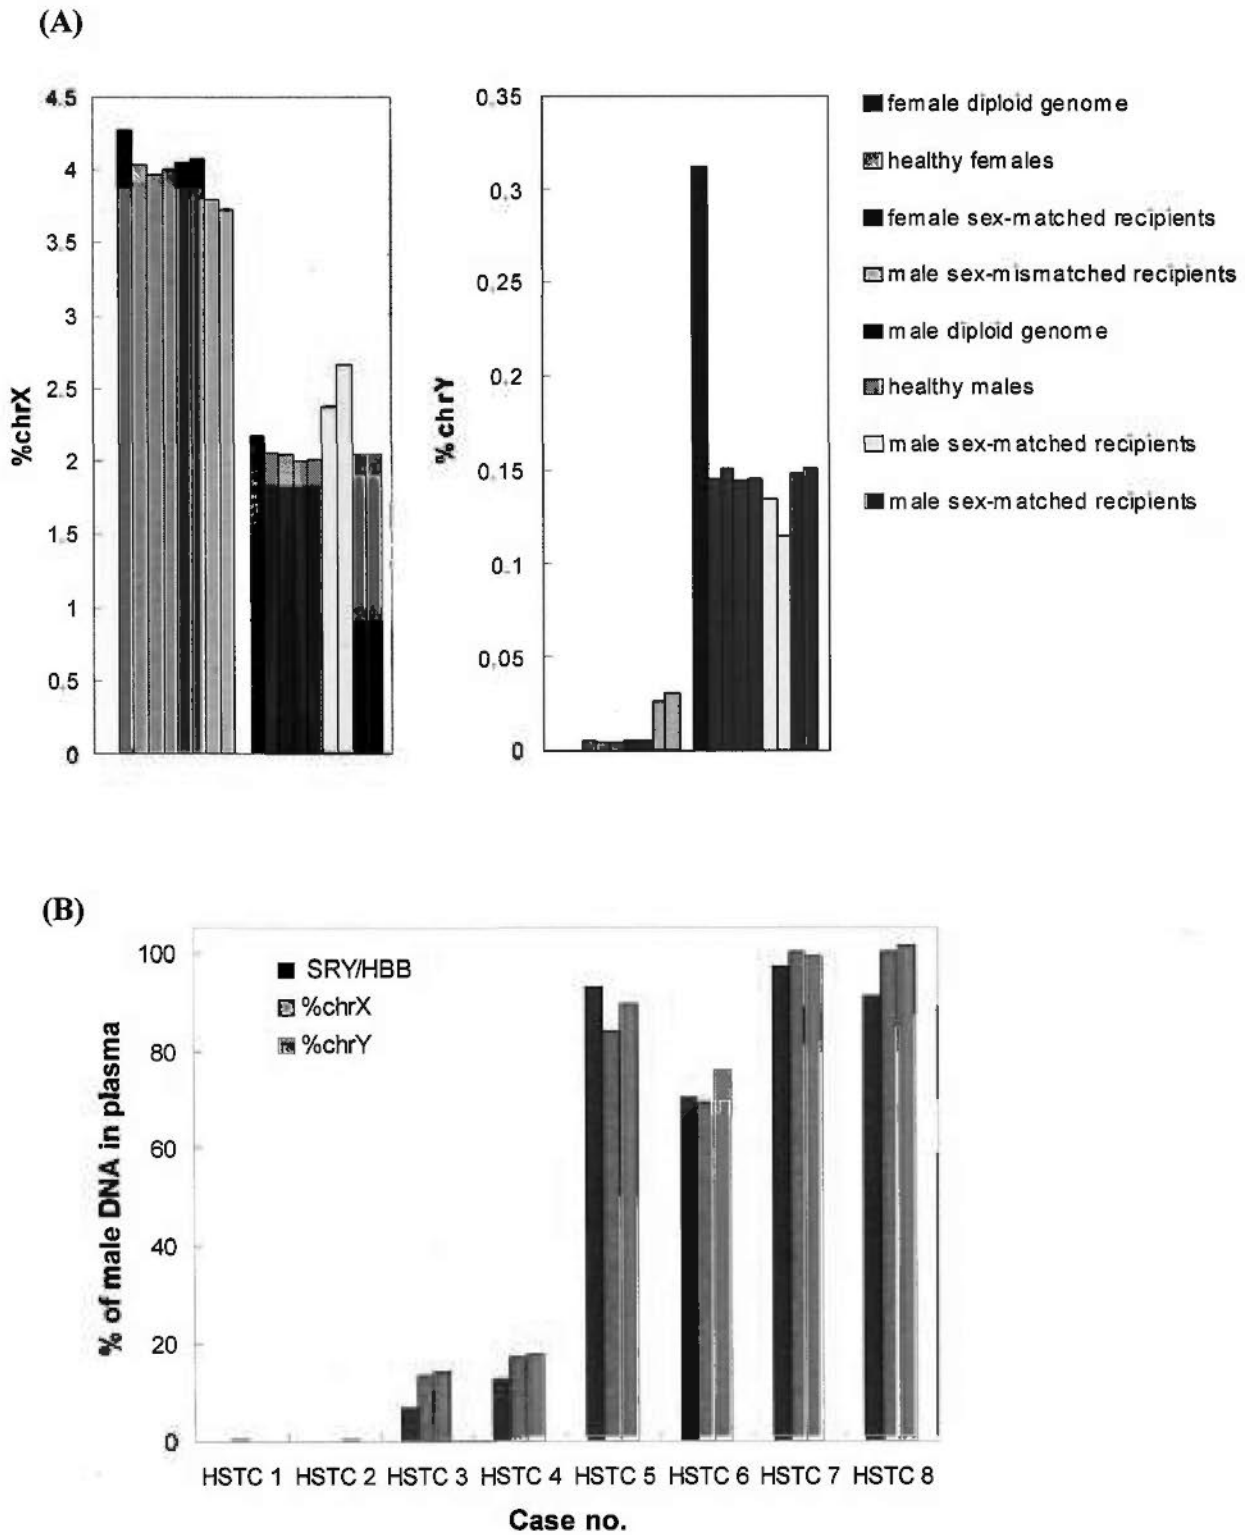 (A)
4.5
4
3.5
3
2.5
2
1.5
1
0.5
0
%chrX
0.35
0.3
0.25
0.2
0.15
0.1
0.05
0
%chrY
female diploid genome
healthy females
female sex-matched recipients
male sex-mismatched recipients
male diploid genome
healthy males
male sex-matched recipients
male sex-matched recipients
(B)
100
80
60
40
20
0
% of male DNA in plasma
SRY/HBB
%chrX
%chrY
HSTC 1 HSTC 2 HSTC 3 HSTC 4 HSTC 5 HSTC 6 HSTC 7 HSTC 8
Case no.